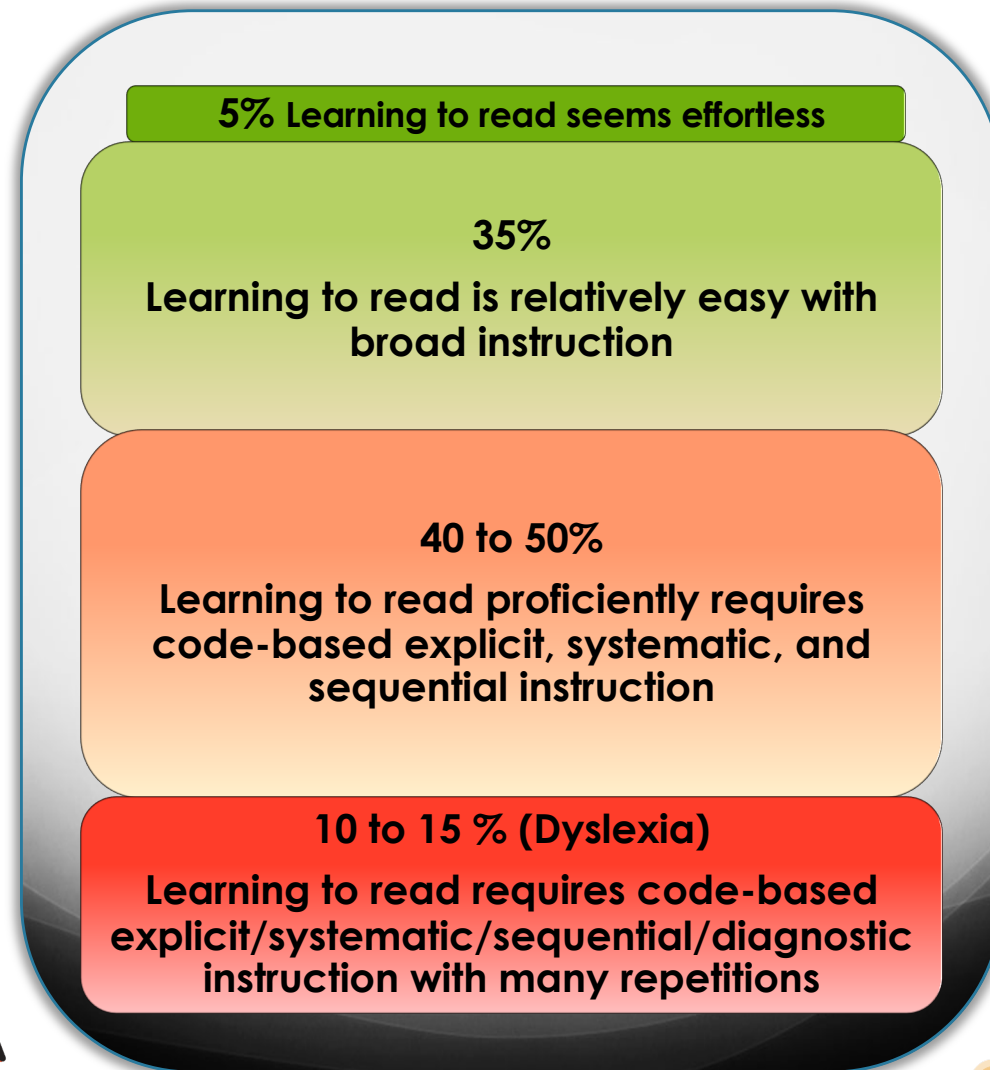 5% Learning to read seems effortless
35%
Learning to read is relatively easy with
broad instruction
40 to 50%
Learning to read proficiently requires
code-based explicit, systematic, and
sequential instruction
10 to 15 % (Dyslexia)
Learning to read requires code-based
explicit/systematic/sequential/diagnostic
instruction with many repetitions